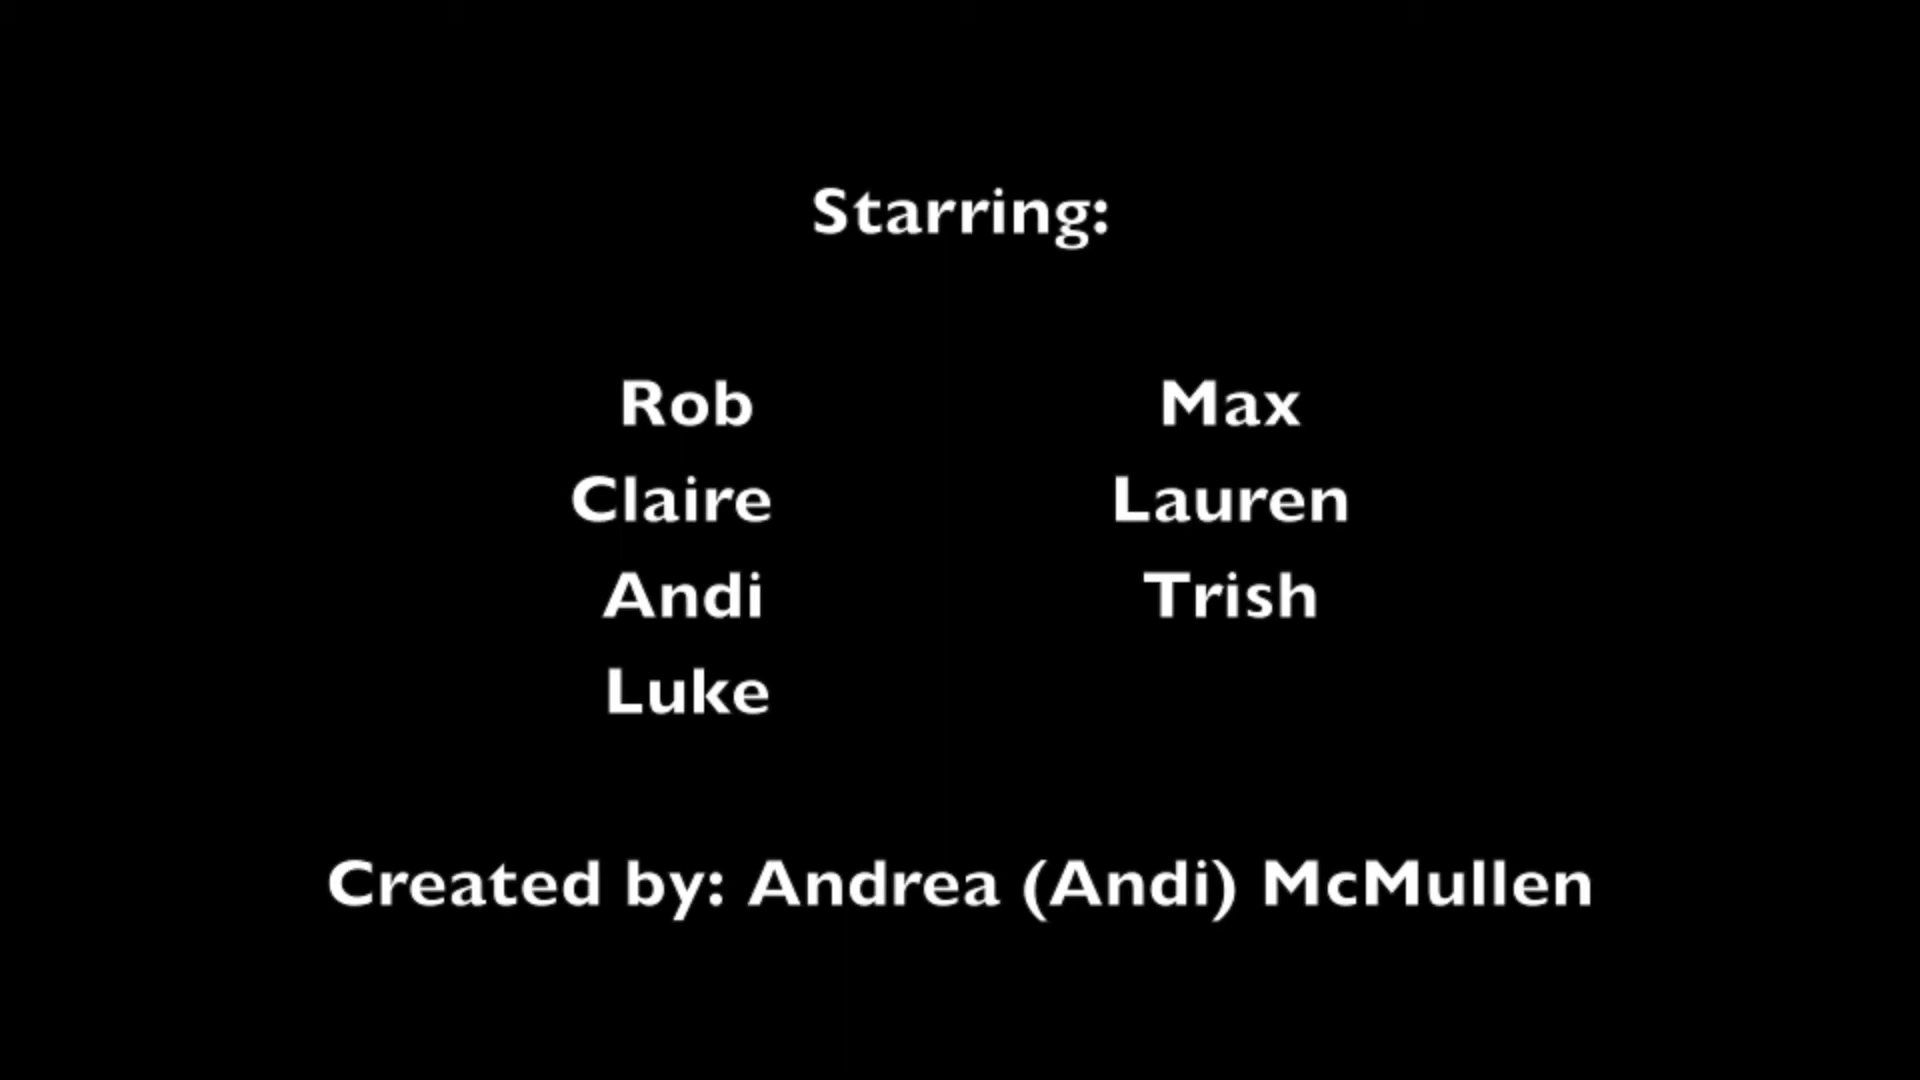 Starring:
Rob Max
Claire Lauren
Andi Trish
Luke
Created by: Andrea (Andi) McMullen